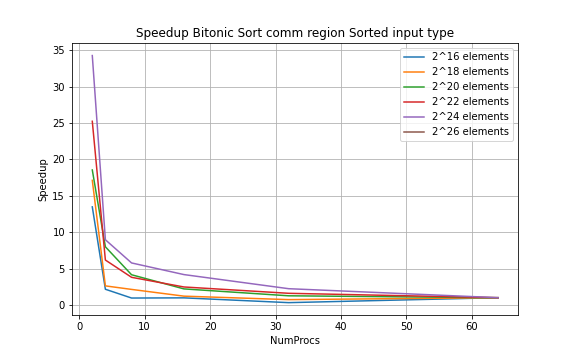 Speedup Bitonic Sort comm region Sorted input type
35
30
25
20
15
10
5
0
Speedup
2^16 elements
2^18 elements
2^20 elements
2^22 elements
2^24 elements
2^26 elements
0 10 20 30 40 50 60
NumProcs